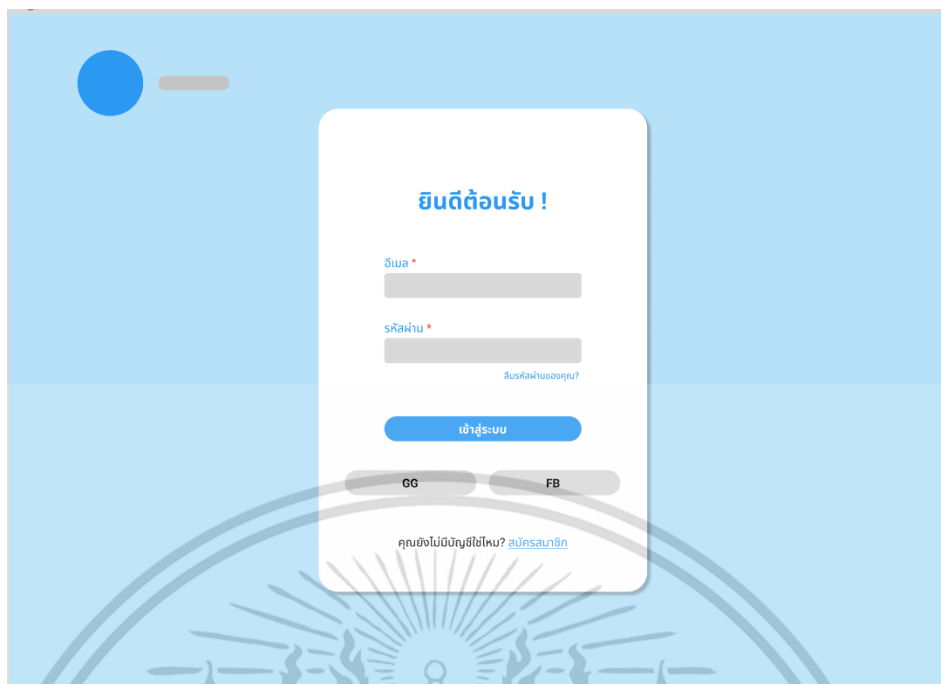 ยินดีต้อนรับ !
อีเมล *
รหัสผ่าน *
ลืมรหัสผ่านของคุณ?
เข้าสู่ระบบ
GG FB
คุณยังไม่มีบัญชีใช่ไหม? สมัครสมาชิก